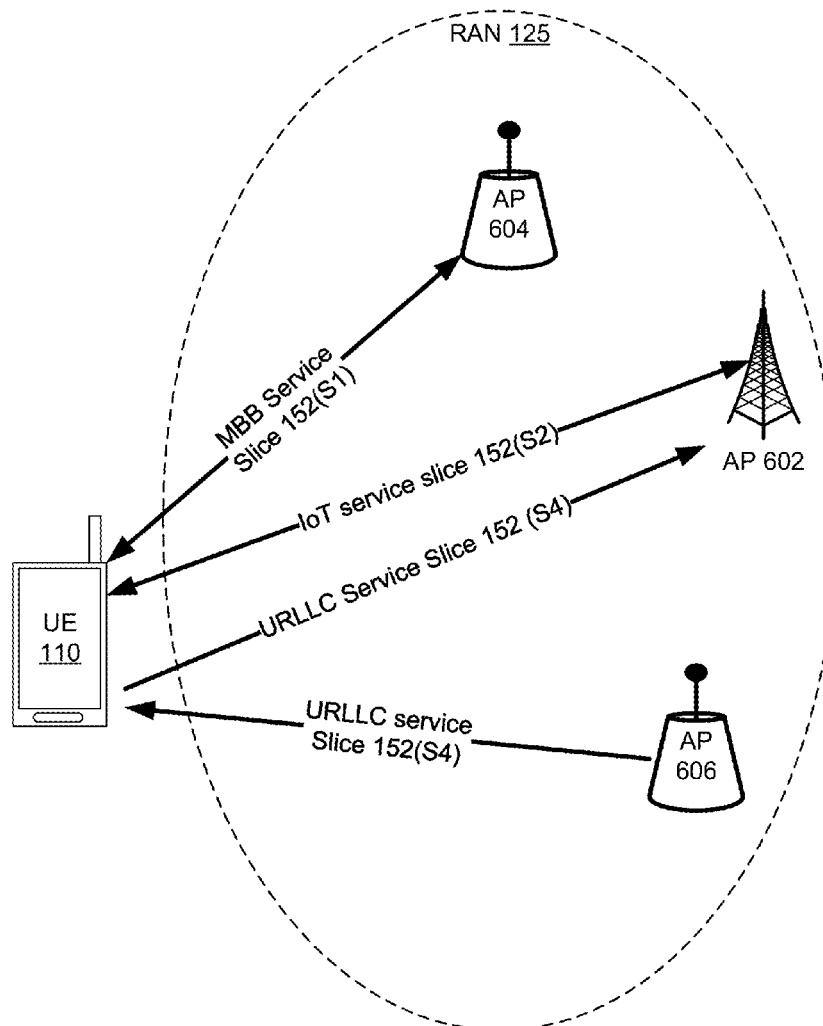 RAN 125
AP
604
MBB Service
Slice 152(S1)
AP 602
IoT service slice 152(S2)
URLLC Service Slice 152 (S4)
UE
110
URLLC service
Slice 152(S4)
AP
606